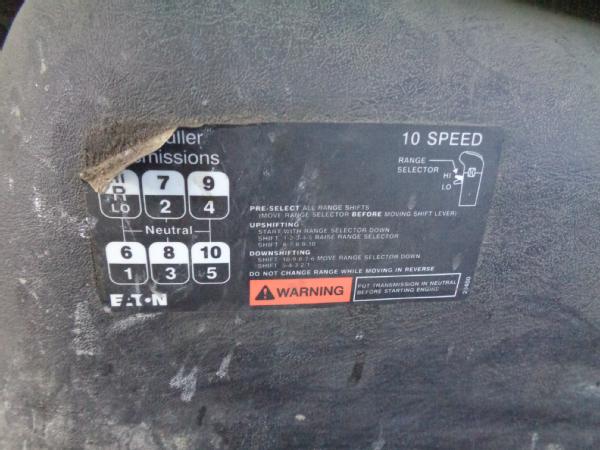 10 SPEED
HI 7 9
R
LO 2 4
Neutral
6 8 10
1 3 5
EATON
RANGE
SELECTOR
HI
LO
PRE-SELECT ALL RANGE SHIFTS
(MOVE RANGE SELECTOR BEFORE MOVING SHIFT LEVER)
UPSHIFTING
START WITH RANGE SELECTOR DOWN
SHIFT 1-2-3-4-5 RAISE RANGE SELECTOR
SHIFT 6-7-8-9-10
DOWNSHIFTING
SHIFT 10-9-8-7-6 MOVE RANGE SELECTOR DOWN
SHIFT 5-4-3-2-1
DO NOT CHANGE RANGE WHILE MOVING IN REVERSE
WARNING
PUT TRANSMISSION IN NEUTRAL
BEFORE STARTING ENGINE